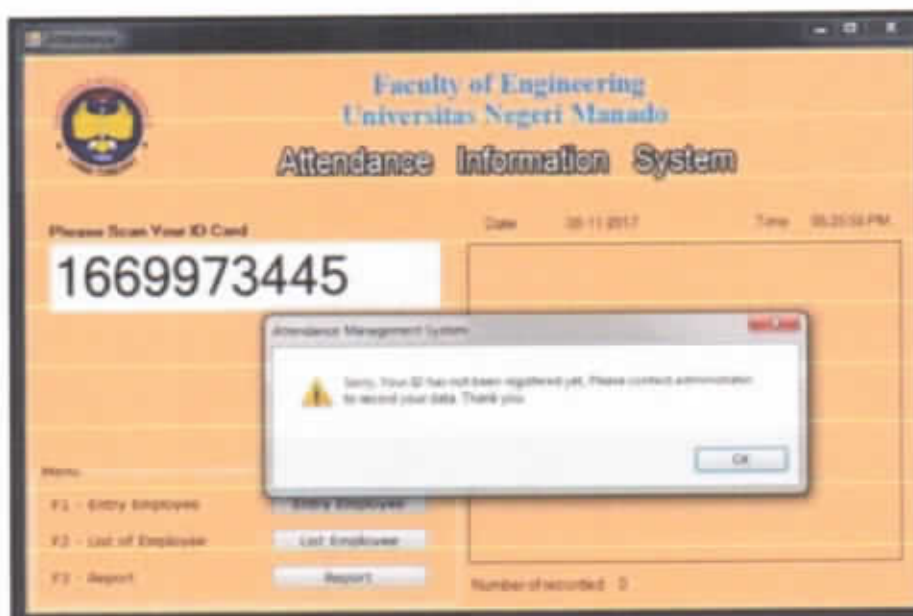 Attendance
Faculty of Engineering
Universitas Negeri Manado
Attendance Information System
Please Scan Your ID Card
Date
Time
1669973445
Attendance Management System
Sorry, Your ID has not been registered yet, Please contact administrator
to record your data. Thank you
OK
Menu
F1 - Entry Employee
Entry Employee
F2 - List of Employee
List Employee
F3 - Report
Report
Number of recorded 0